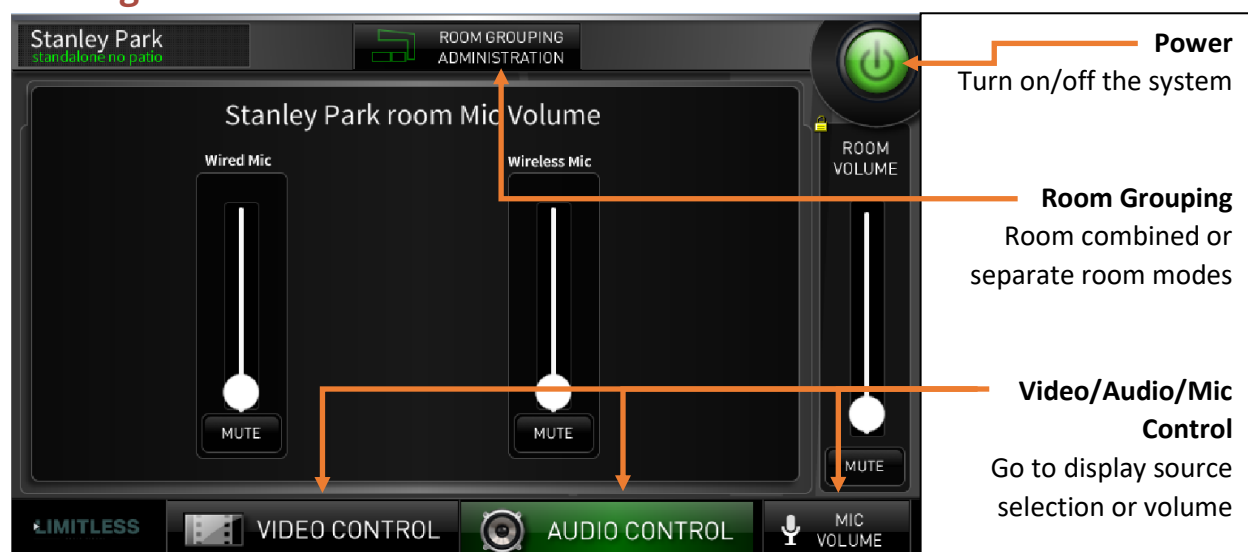 Stanley Park
standalone no patio
ROOM GROUPING
ADMINISTRATION
Stanley Park room Mic Volume
Wired Mic
MUTE
Wireless Mic
MUTE
ROOM
VOLUME
MUTE
LIMITLESS
VIDEO CONTROL
AUDIO CONTROL
MIC
VOLUME
Power
Turn on/off the system
Room Grouping
Room combined or
separate room modes
Video/Audio/Mic
Control
Go to display source
selection or volume